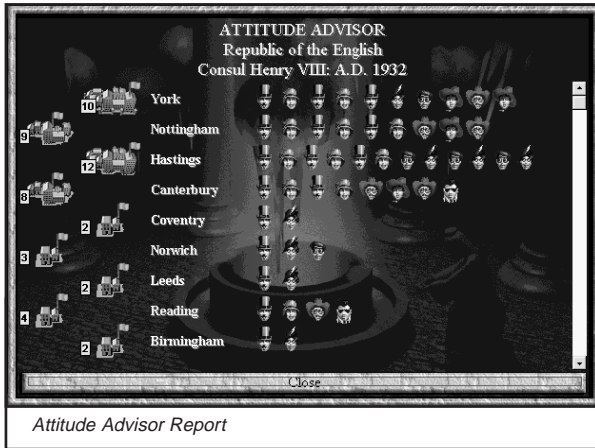 ATTITUDE ADVISOR
Republic of the English
Consul Henry VIII: A.D. 1932
10 York
9 Nottingham
12 Hastings
8 Canterbury
2 Coventry
3 Norwich
2 Leeds
4 Reading
2 Birmingham
Close
Attitude Advisor Report